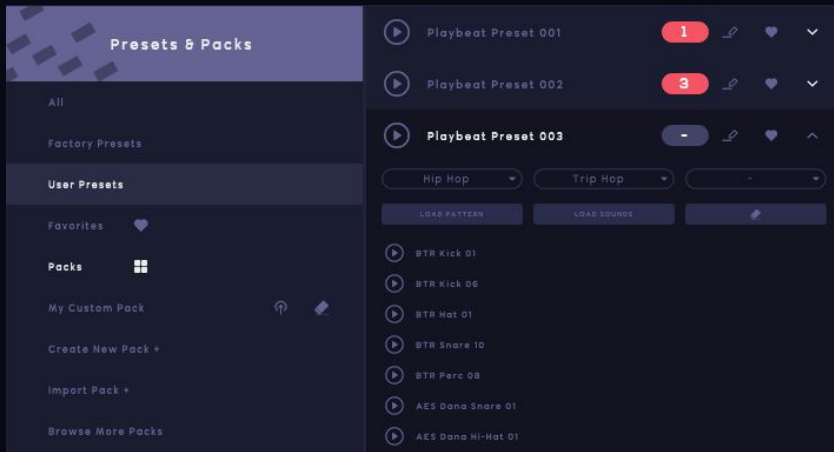 Presets & Packs
All
Factory Presets
User Presets
Favorites
Packs
My Custom Pack
Create New Pack +
Import Pack +
Browse More Packs
Playbeat Preset 001 1
Playbeat Preset 002 3
Playbeat Preset 003 -
Hip Hop Trip Hop -
LOAD PATTERN LOAD SOUNDS
BTR Kick 01
BTR Kick 06
BTR Hat 01
BTR Snare 10
BTR Perc 08
AES Dana Snare 01
AES Dana Hi-Hat 01